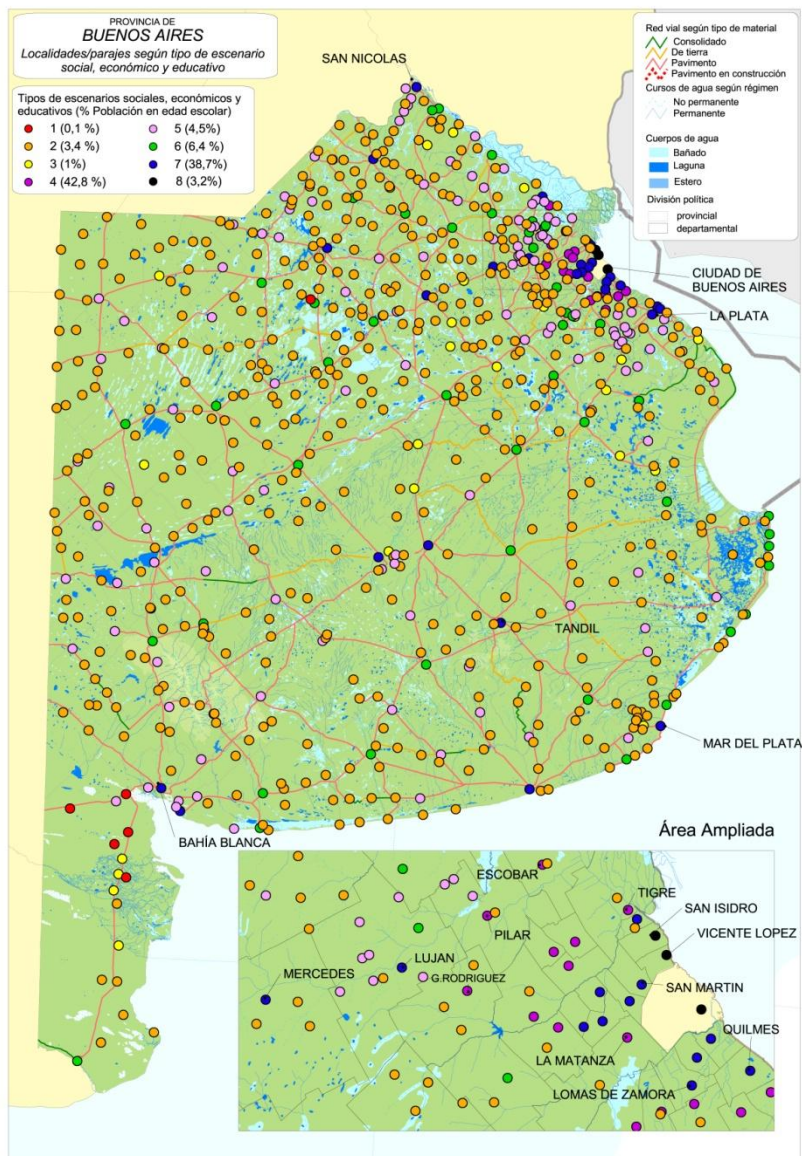 PROVINCIA DE
BUENOS AIRES
Localidades/parajes según tipo de escenario
social, económico y educativo
Tipos de escenarios sociales, económicos y
educativos (% Población en edad escolar)
1 (0,1 %)
2 (3,4 %)
3 (1%)
4 (42,8 %)
5 (4,5%)
6 (6,4 %)
7 (38,7%)
8 (3,2%)
Red vial según tipo de material
Consolidado
De tierra
Pavimento
Pavimento en construcción
Cursos de agua según régimen
No permanente
Permanente
Cuerpos de agua
Bañado
Laguna
Estero
División política
provincial
departamental
SAN NICOLAS
CIUDAD DE
BUENOS AIRES
LA PLATA
TANDIL
MAR DEL PLATA
BAHÍA BLANCA
Área Ampliada
ESCOBAR
TIGRE
SAN ISIDRO
VICENTE LOPEZ
PILAR
LUJAN
MERCEDES
G.RODRIGUEZ
SAN MARTIN
QUILMES
LA MATANZA
LOMAS DE ZAMORA